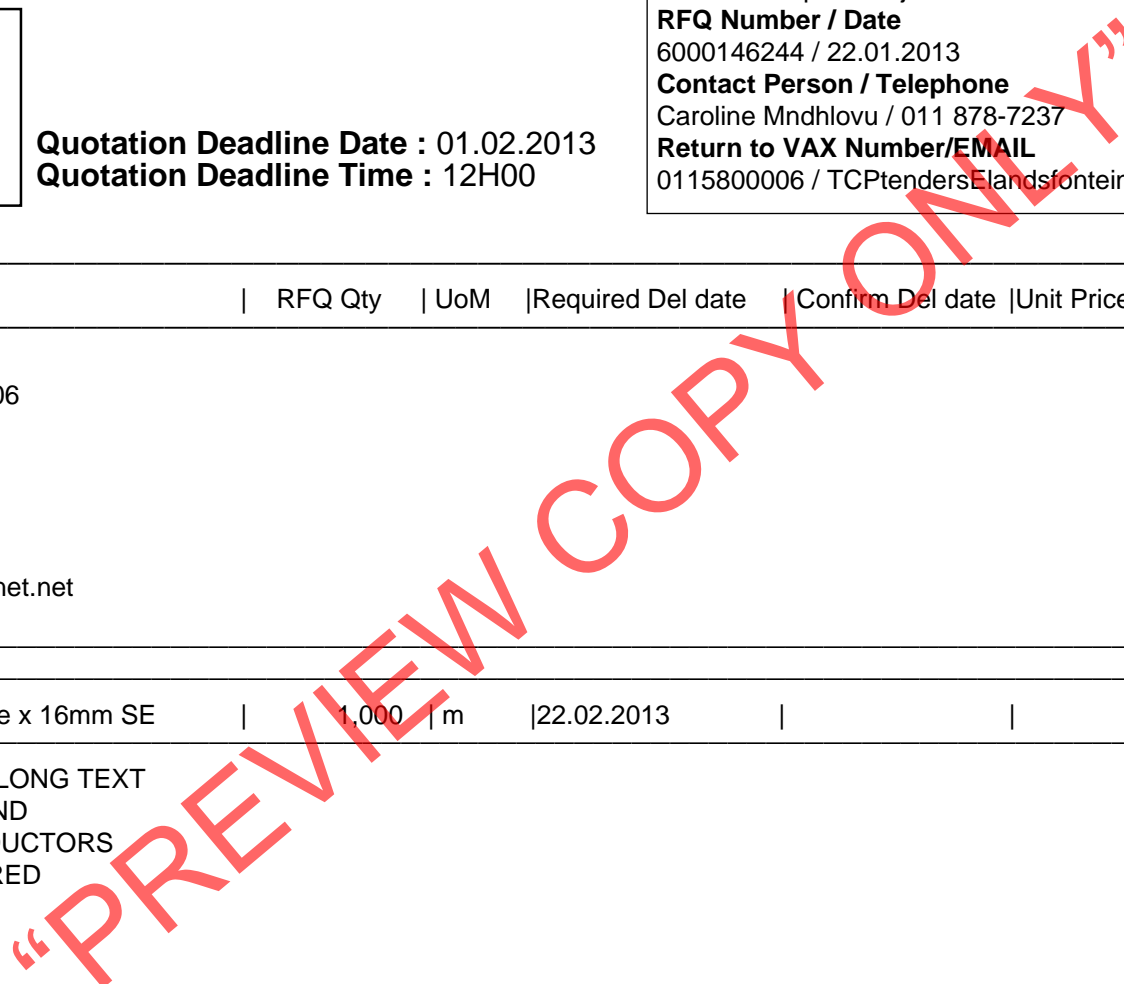 RFQ Number / Date
6000146244 / 22.01.2013
Contact Person / Telephone
Caroline Mndhlovu / 011 878-7237
Return to VAX Number/EMAIL
0115800006 / TCPtendersElandsfontein
Quotation Deadline Date : 01.02.2013
Quotation Deadline Time : 12H00
| RFQ Qty | UoM |Required Del date | Confirm Del date |Unit Price
06
net.net
e x 16mm SE | 1,000 | m |22.02.2013 | |
LONG TEXT
ND
DUCTORS
RED
“PREVIEW COPY ONLY”